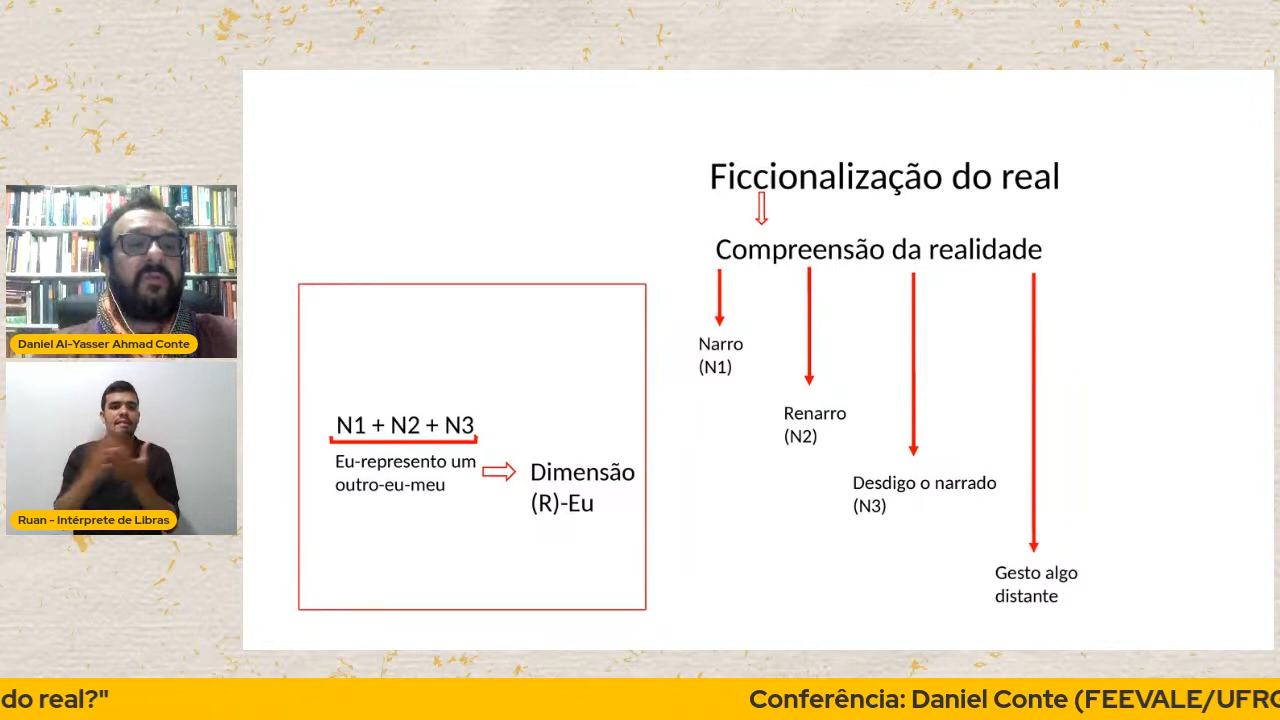 Ficcionalização do real
Compreensão da realidade
Narro
(N1)
Renarro
(N2)
Desdigo o narrado
(N3)
Gesto algo
distante
N1 + N2 + N3
Eu-represento um
outro-eu-meu
Dimensão
(R)-Eu
Daniel Al-Yasser Ahmad Conte
Ruan - Intérprete de Libras
do real?"
Conferência: Daniel Conte (FEEVALE/UFRG